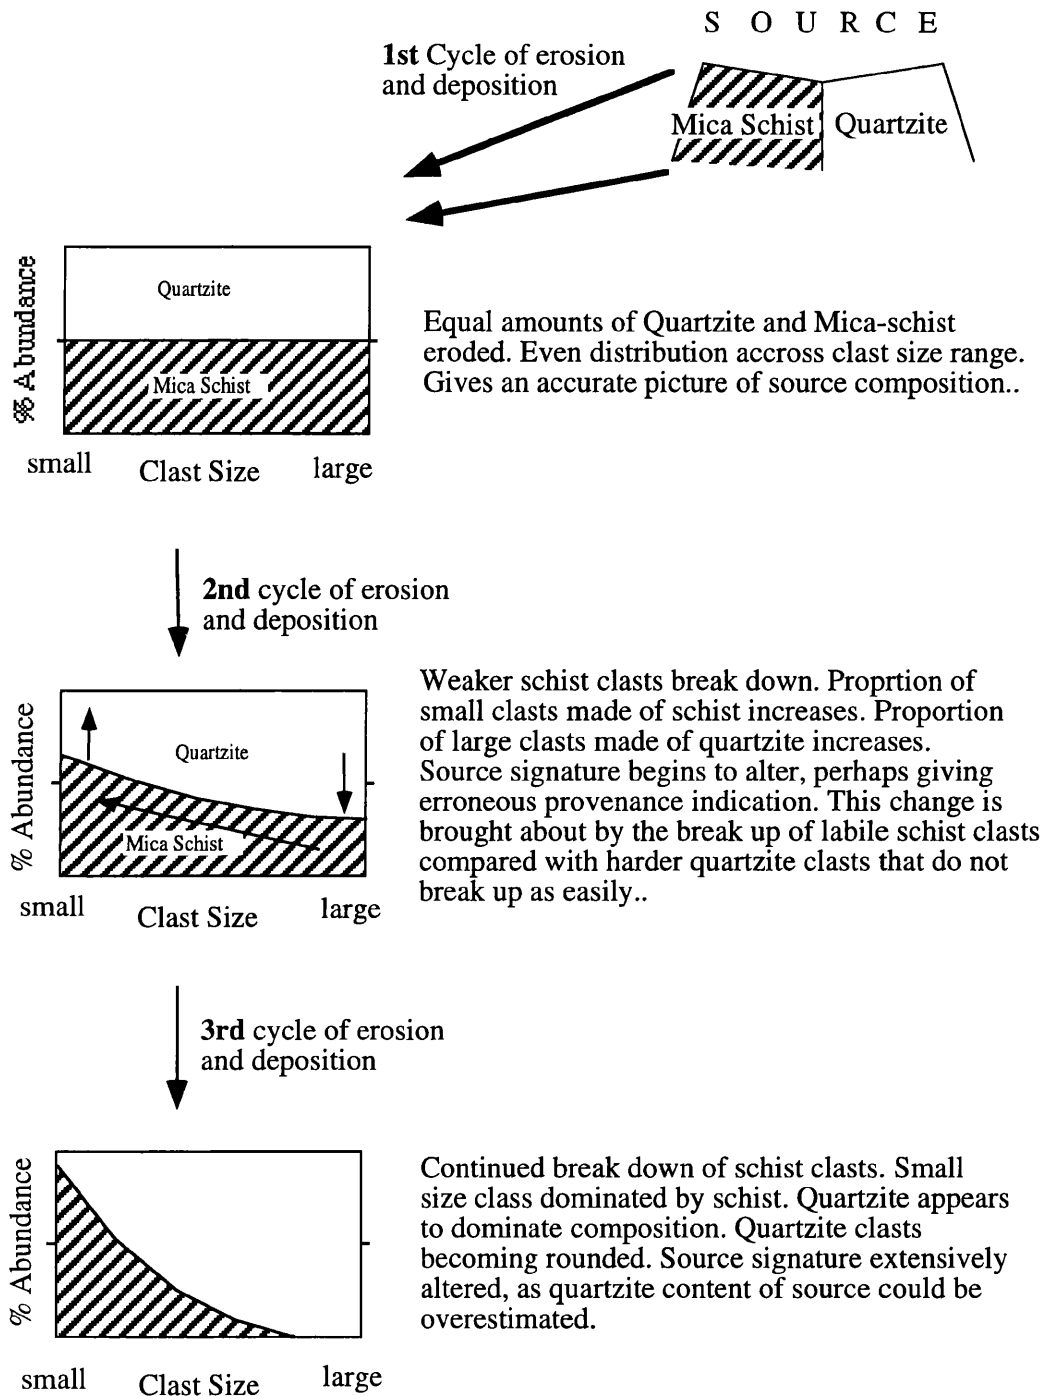 S O U R C E
1st Cycle of erosion
and deposition
Mica Schist
Quartzite
% Abundance
Quartzite
Mica Schist
small
Clast Size
large
Equal amounts of Quartzite and Mica-schist
eroded. Even distribution accross clast size range.
Gives an accurate picture of source composition..
2nd cycle of erosion
and deposition
% Abundance
Quartzite
Mica Schist
small
Clast Size
large
Weaker schist clasts break down. Proprtion of
small clasts made of schist increases. Proportion
of large clasts made of quartzite increases.
Source signature begins to alter, perhaps giving
erroneous provenance indication. This change is
brought about by the break up of labile schist clasts
compared with harder quartzite clasts that do not
break up as easily..
3rd cycle of erosion
and deposition
% Abundance
small
Clast Size
large
Continued break down of schist clasts. Small
size class dominated by schist. Quartzite appears
to dominate composition. Quartzite clasts
becoming rounded. Source signature extensively
altered, as quartzite content of source could be
overestimated.